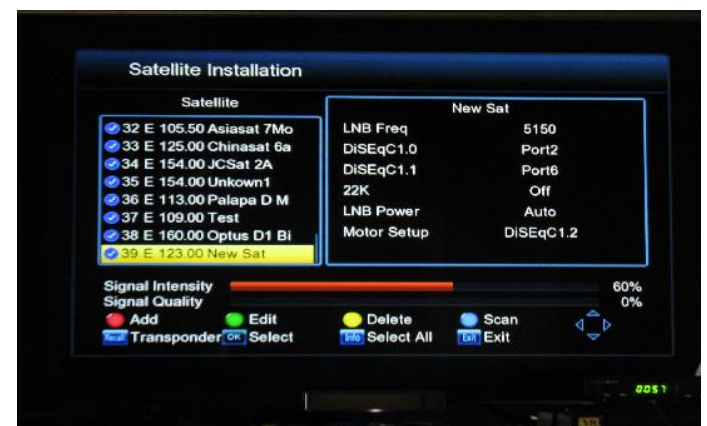 Satellite Installation
Satellite
32 E 105.50 Asiasat 7Mo
33 E 125.00 Chinasat 6a
34 E 154.00 JCSat 2A
35 E 154.00 Unkown1
36 E 113.00 Palapa D M
37 E 109.00 Test
38 E 160.00 Optus D1 Bi
39 E 123.00 New Sat
New Sat
LNB Freq 5150
DiSEqC1.0 Port2
DiSEqC1.1 Port6
22K Off
LNB Power Auto
Motor Setup DiSEqC1.2
Signal Intensity 60%
Signal Quality 0%
Add Edit Delete Scan
Recall Transponder OK Select Info Select All Exit Exit
0057